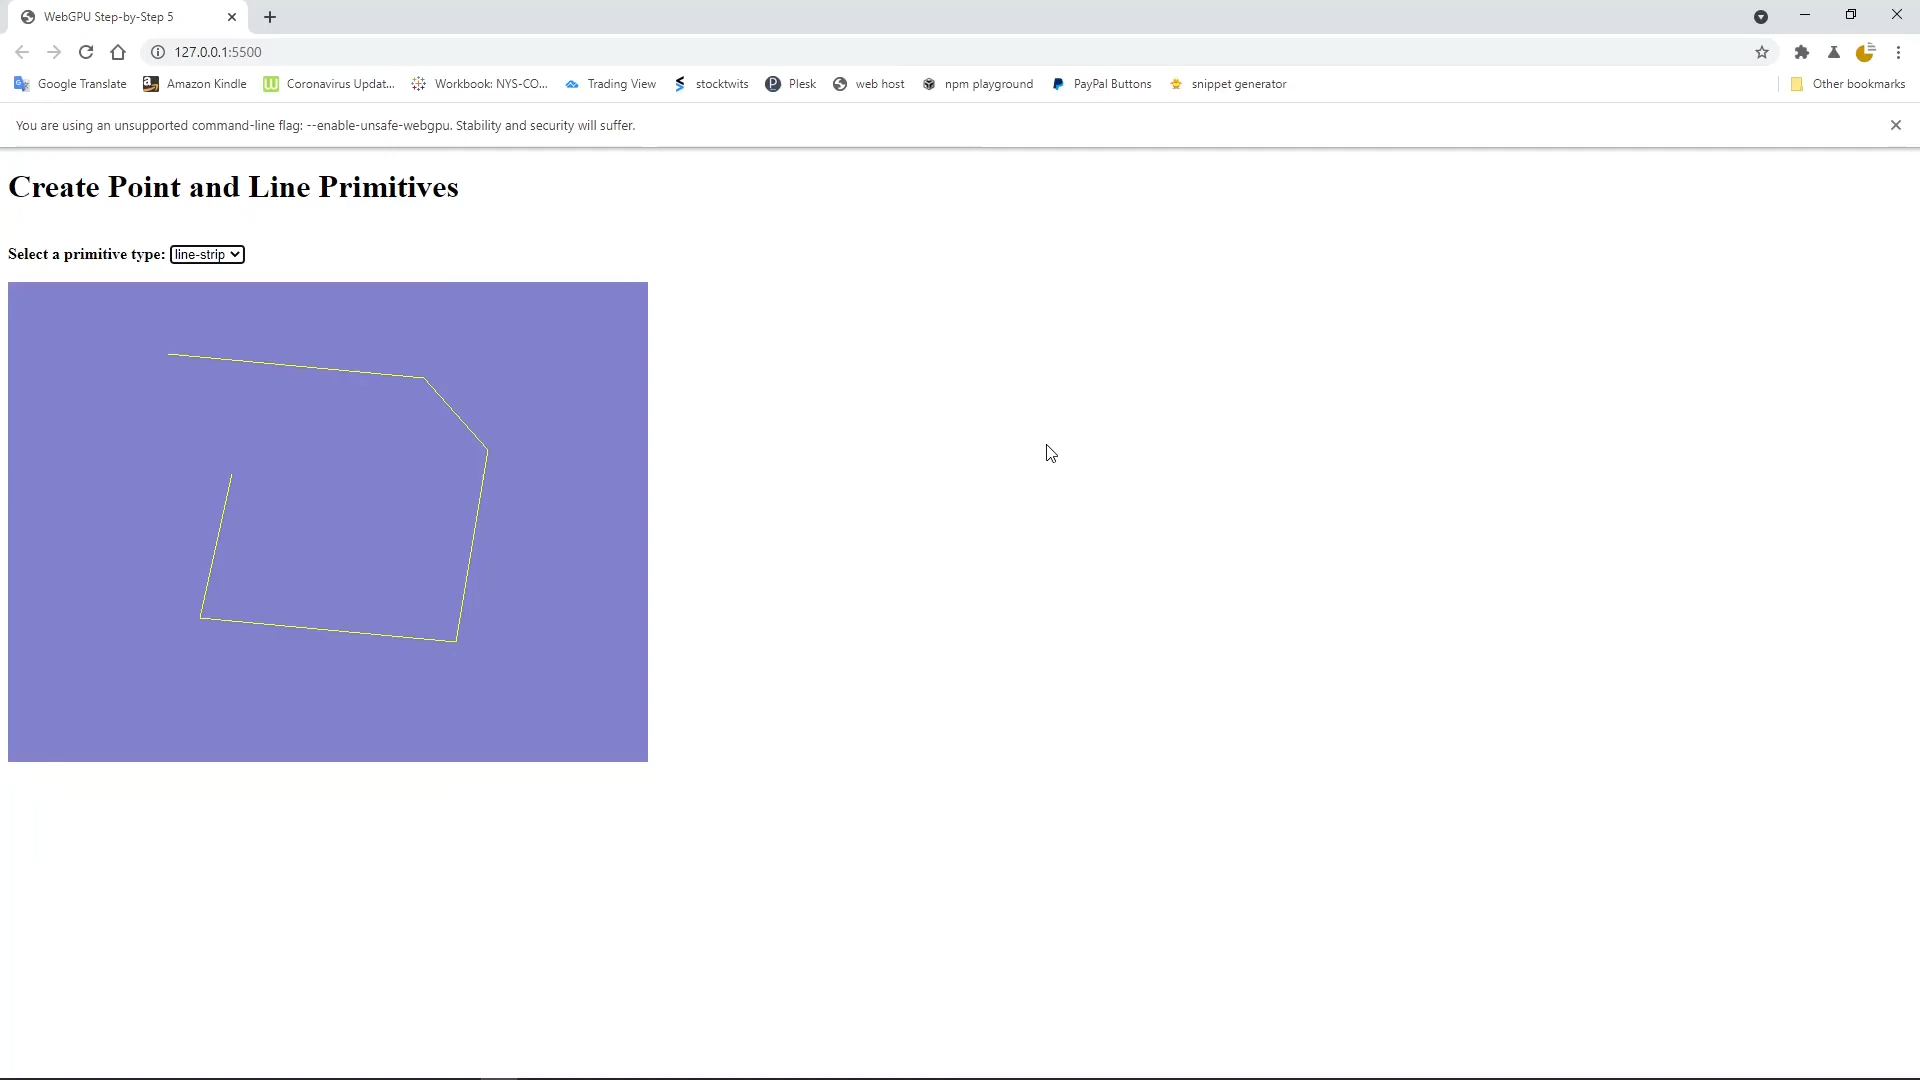 WebGPU Step-by-Step 5
127.0.0.1:5500
Google Translate Amazon Kindle Coronavirus Updat... Workbook: NYS-CO... Trading View stocktwits Plesk web host npm playground PayPal Buttons snippet generator Other bookmarks
You are using an unsupported command-line flag: --enable-unsafe-webgpu. Stability and security will suffer.
Create Point and Line Primitives
Select a primitive type: line-strip